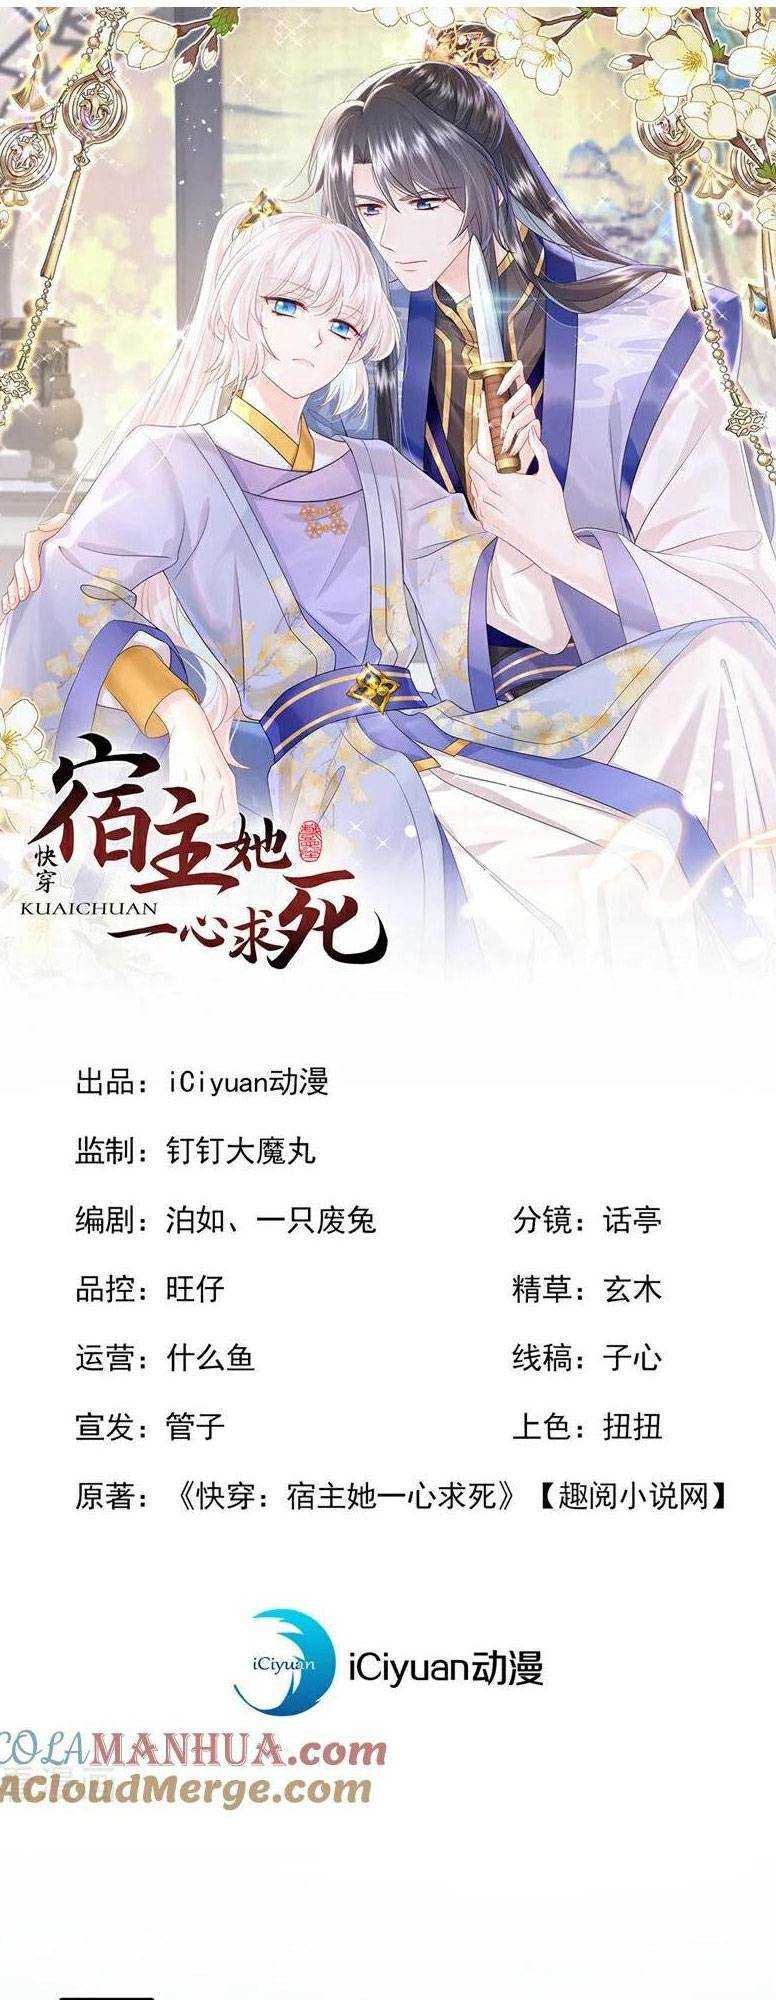 快穿
宿主她
KUAICHUAN
一心求死
出品：iCiyuan动漫
监制：钉钉大魔丸
编剧：泊如、一只废兔
分镜：话亭
品控：旺仔
精草：玄木
运营：什么鱼
线稿：子心
宣发：管子
上色：扭扭
原著：《快穿：宿主她一心求死》【趣阅小说网】
iCiyuan
iCiyuan动漫
COLAMANHUA.com
ACloudMerge.com